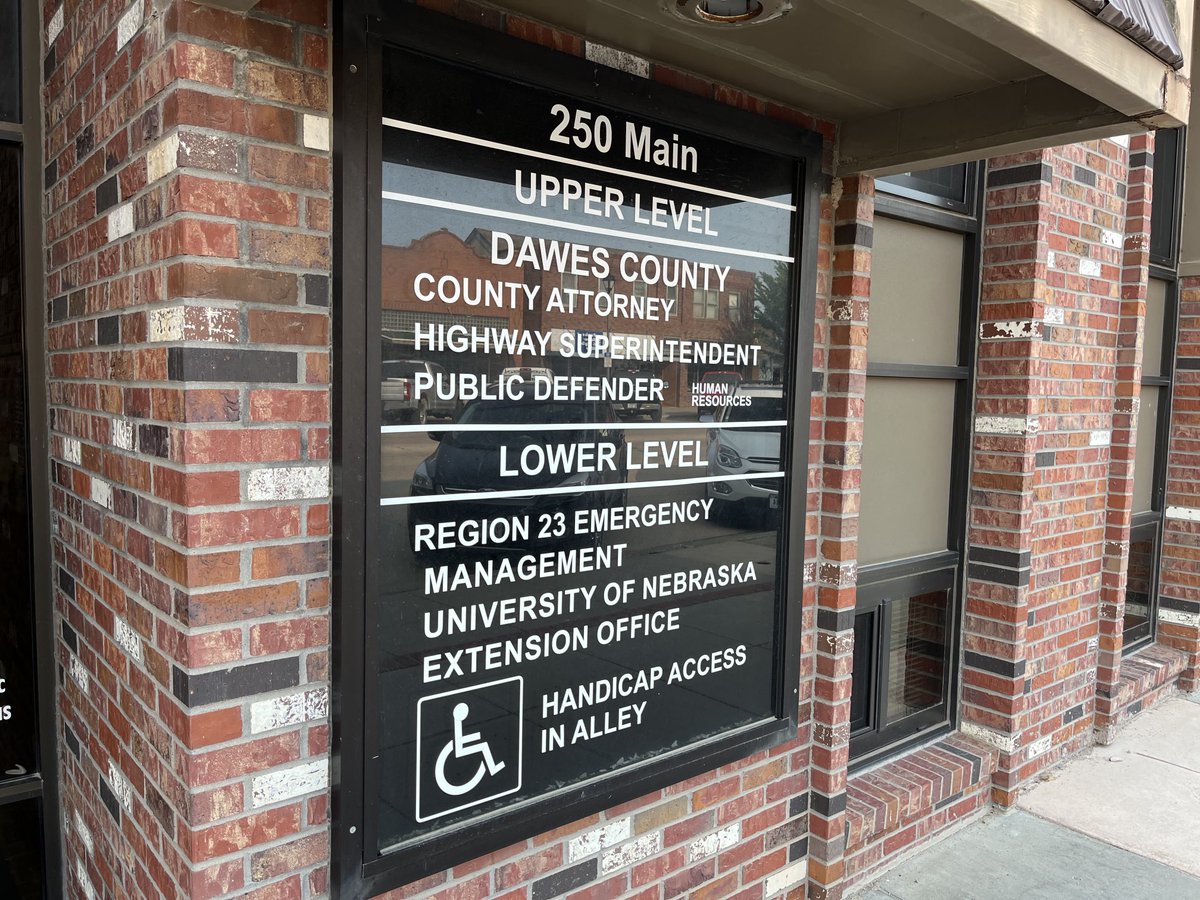 250 Main
UPPER LEVEL
DAWES COUNTY
COUNTY ATTORNEY
HIGHWAY SUPERINTENDENT
PUBLIC DEFENDER
HUMAN
RESOURCES
LOWER LEVEL
REGION 23 EMERGENCY
MANAGEMENT
UNIVERSITY OF NEBRASKA
EXTENSION OFFICE
HANDICAP ACCESS
IN ALLEY